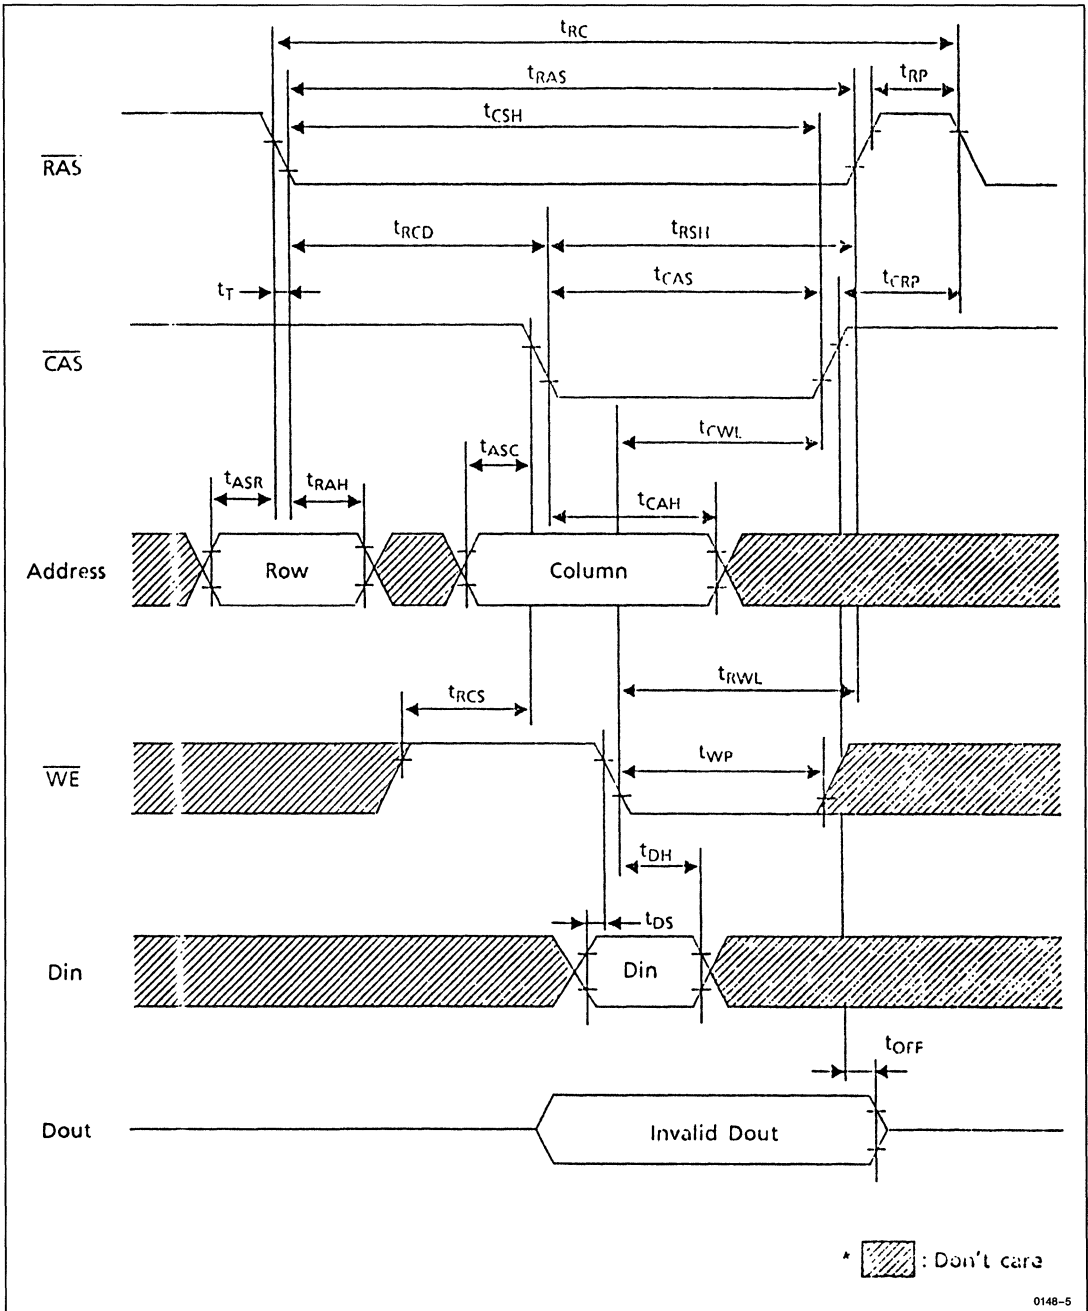 tRC
tRAS
tRP
tCSH
RAS
tRCD
tRSH
tT
tCAS
tCRP
CAS
tCWL
tASC
tASR
tRAH
tCAH
Address
Row
Column
tRWL
tRCS
WE
tWP
tDH
tDS
Din
Din
tOFF
Dout
Invalid Dout
* : Don't care
0148-5